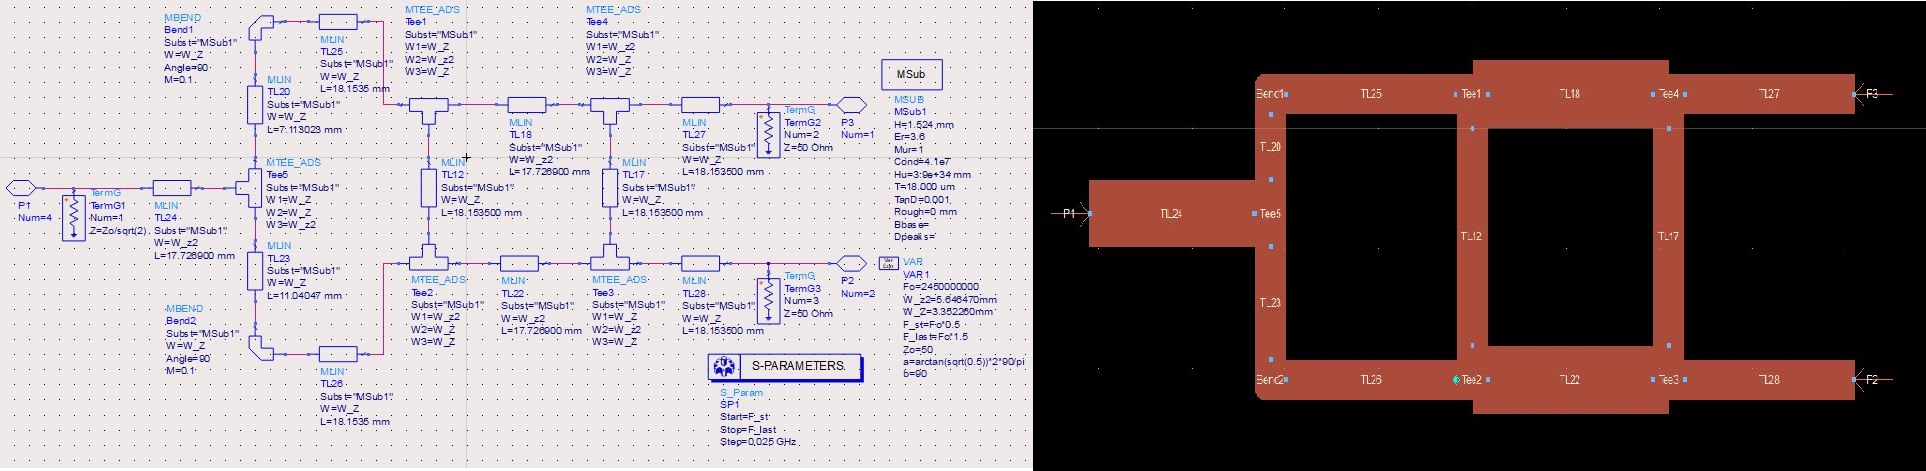 MBEND
Bend1
Subst="MSub1"
W=W_Z
Angle=90
M=0.1
MLIN
TL25
Subst="MSub1"
W=W_Z
L=18.1535 mm
MTEE_ADS
Tee1
Subst="MSub1"
W1=W_Z
W2=W_z2
W3=W_Z
MTEE_ADS
Tee4
Subst="MSub1"
W1=W_z2
W2=W_Z
W3=W_Z
MLIN
TL20
Subst="MSub1"
W=W_Z
L=7.113023 mm
MLIN
TL18
Subst="MSub1"
W=W_z2
L=17.726900 mm
MLIN
TL27
Subst="MSub1"
W=W_Z
L=18.153500 mm
TermG
TermG2
Num=2
Z=50 Ohm
P3
Num=1
MSub
MSUB
MSub1
H=1.524 mm
Er=3.6
Mur=1
Cond=4.1e7
Hu=3.9e+34 mm
T=18.000 um
TanD=0.001
Rough=0 mm
Bbase=
Dpeaks=
P1
Num=4
TermG
TermG1
Num=1
Z=Zo/sqrt(2)
MLIN
TL24
Subst="MSub1"
W=W_z2
L=17.726900 mm
MTEE_ADS
Tee5
Subst="MSub1"
W1=W_Z
W2=W_Z
W3=W_z2
MLIN
TL12
Subst="MSub1"
W=W_Z
L=18.153500 mm
MLIN
TL17
Subst="MSub1"
W=W_Z
L=18.153500 mm
MLIN
TL23
Subst="MSub1"
W=W_Z
L=11.04047 mm
MBEND
Bend2
Subst="MSub1"
W=W_Z
Angle=90
M=0.1
MLIN
TL26
Subst="MSub1"
W=W_Z
L=18.1535 mm
MTEE_ADS
Tee2
Subst="MSub1"
W1=W_z2
W2=W_Z
W3=W_Z
MLIN
TL22
Subst="MSub1"
W=W_z2
L=17.726900 mm
MTEE_ADS
Tee3
Subst="MSub1"
W1=W_Z
W2=W_z2
W3=W_Z
MLIN
TL28
Subst="MSub1"
W=W_Z
L=18.153500 mm
TermG
TermG3
Num=3
Z=50 Ohm
P2
Num=2
Var
Eqn
VAR
VAR1
Fo=2450000000
W_z2=5.646470mm
W_Z=3.352260mm
F_st=Fo*0.5
F_last=Fo*1.5
Zo=50
a=arctan(sqrt(0.5))*2*90/pi
b=90
S-PARAMETERS
S_Param
SP1
Start=F_st
Stop=F_last
Step=0.025 GHz
Bend1
TL25
Tee1
TL18
Tee4
TL27
P3
TL20
P1
TL24
Tee5
TL12
TL17
TL23
Bend2
TL26
Tee2
TL22
Tee3
TL28
P2